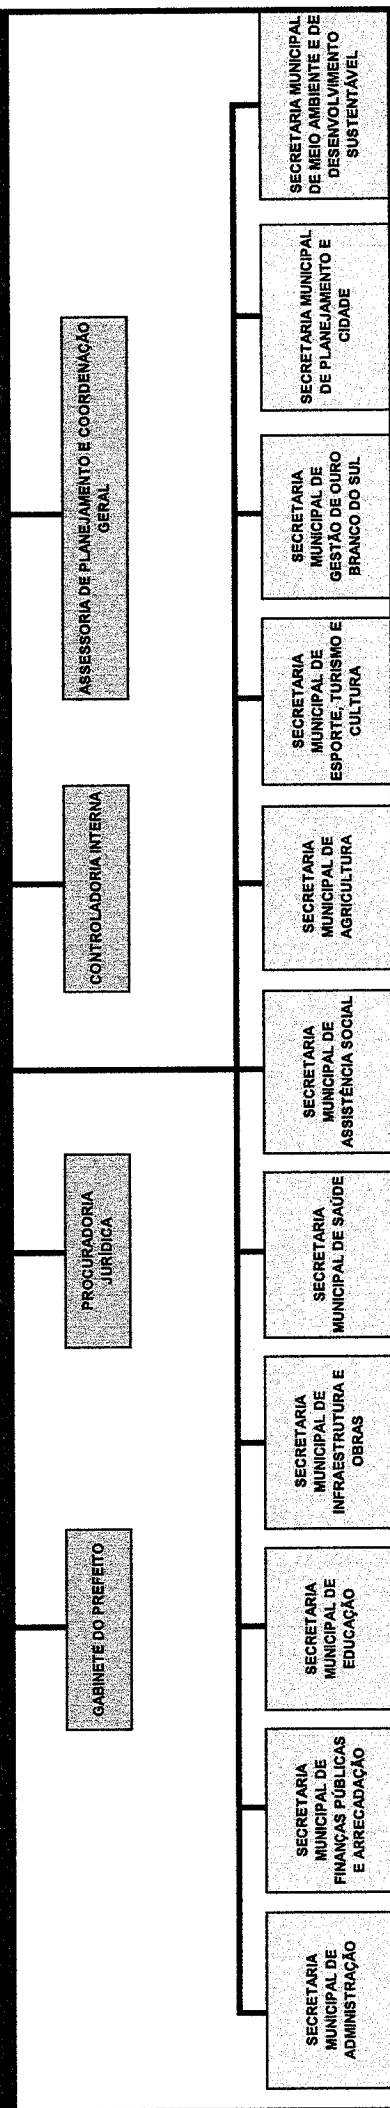 GABINETE DO PREFEITO
PROCURADORIA
JURÍDICA
CONTROLADORIA INTERNA
ASSESSORIA DE PLANEJAMENTO E COORDENAÇÃO
GERAL
SECRETARIA
MUNICIPAL DE
ADMINISTRAÇÃO
SECRETARIA
MUNICIPAL DE
FINANÇAS PÚBLICAS
E ARRECADAÇÃO
SECRETARIA
MUNICIPAL DE
EDUCAÇÃO
SECRETARIA
MUNICIPAL DE
INFRAESTRUTURA E
OBRAS
SECRETARIA
MUNICIPAL DE SAÚDE
SECRETARIA
MUNICIPAL DE
ASSISTÊNCIA SOCIAL
SECRETARIA
MUNICIPAL DE
AGRICULTURA
SECRETARIA
MUNICIPAL DE
ESPORTE, TURISMO E
CULTURA
SECRETARIA
MUNICIPAL DE
GESTÃO DE OURO
BRANCO DO SUL
SECRETARIA MUNICIPAL
DE PLANEJAMENTO E
CIDADE
SECRETARIA MUNICIPAL
DE MEIO AMBIENTE E DE
DESENVOLVIMENTO
SUSTENTÁVEL